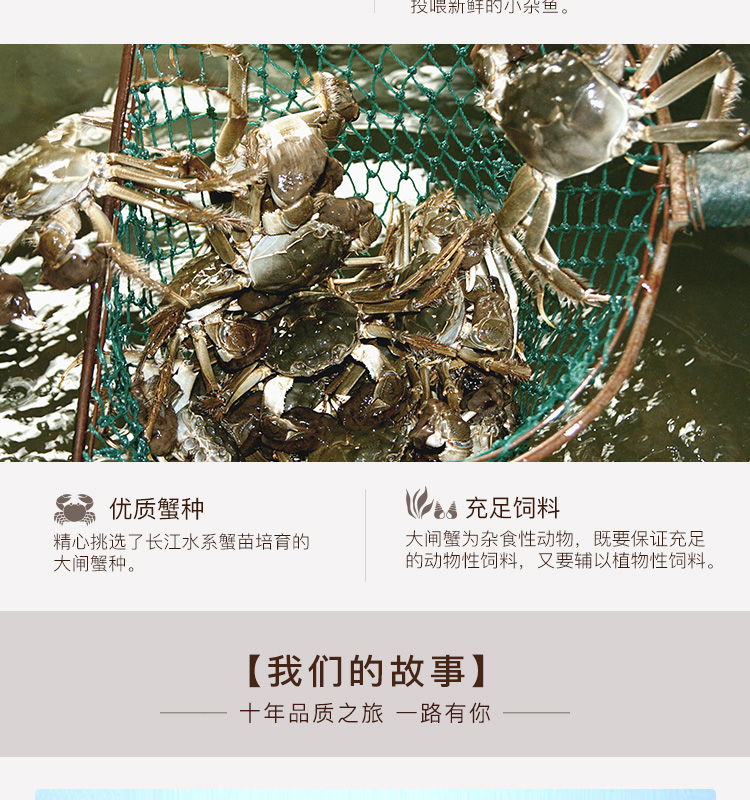 投喂新鲜的小杂鱼。
优质蟹种
精心挑选了长江水系蟹苗培育的
大闸蟹种。
充足饲料
大闸蟹为杂食性动物，既要保证充足
的动物性饲料，又要辅以植物性饲料。
【我们的故事】
十年品质之旅 一路有你